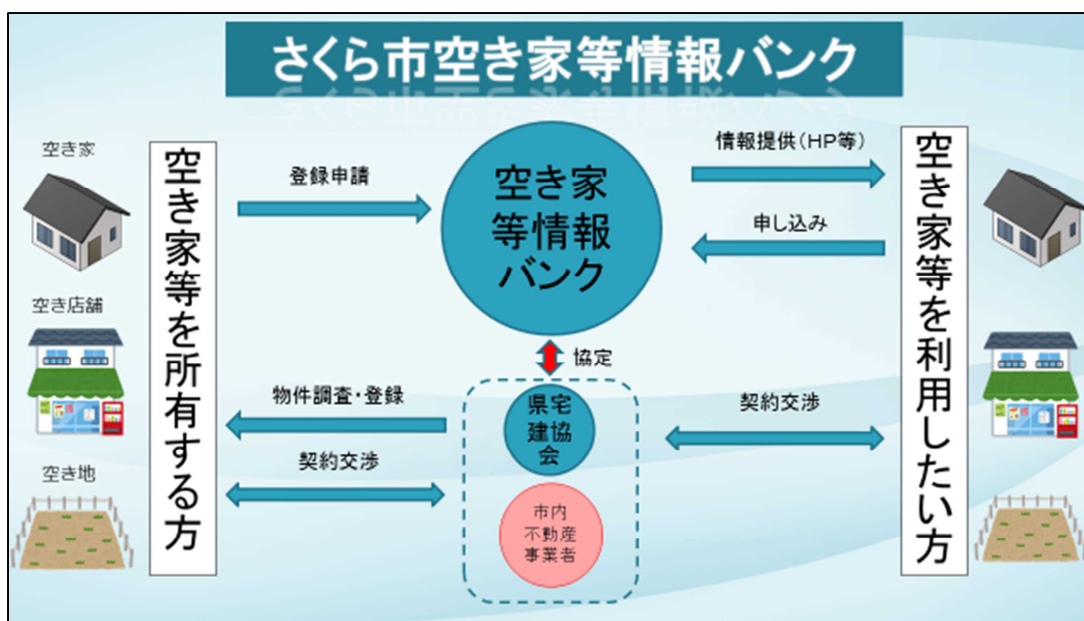 さくら市空き家等情報バンク
空き家
空き店舗
空き地
空き家等を所有する方
登録申請
物件調査・登録
契約交渉
空き家
等情報
バンク
協定
県宅
建協
会
市内
不動産
事業者
情報提供(HP等)
申し込み
契約交渉
空き家等を利用したい方